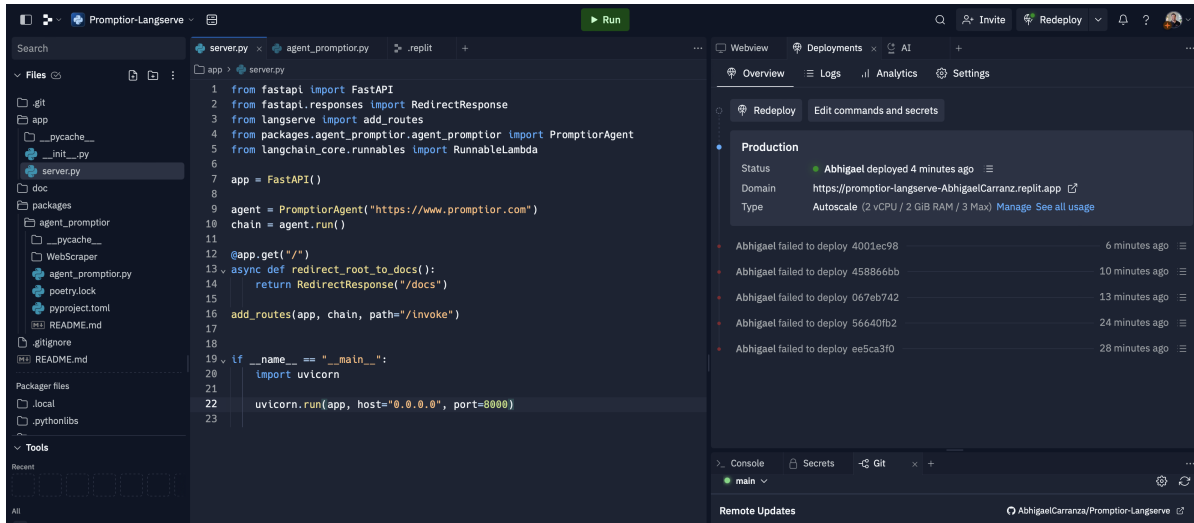 Promptior-Langserve
Run
Invite
Redeploy
Search
Files
.git
app
__pycache__
__init__.py
server.py
doc
packages
agent_promptior
__pycache__
WebScraper
agent_promptior.py
poetry.lock
pyproject.toml
README.md
.gitignore
README.md
Packager files
.local
.pythonlibs
Tools
Recent
All
server.py
agent_promptior.py
.replit
app > server.py
1 from fastapi import FastAPI
2 from fastapi.responses import RedirectResponse
3 from langserve import add_routes
4 from packages.agent_promptior.agent_promptior import PromptiorAgent
5 from langchain_core.runnables import RunnableLambda
6
7 app = FastAPI()
8
9 agent = PromptiorAgent("https://www.promptior.com")
10 chain = agent.run()
11
12 @app.get("/")
13 async def redirect_root_to_docs():
14 return RedirectResponse("/docs")
15
16 add_routes(app, chain, path="/invoke")
17
18
19 if __name__ == "__main__":
20 import uvicorn
21
22 uvicorn.run(app, host="0.0.0.0", port=8000)
23
Webview
Deployments
AI
Overview
Logs
Analytics
Settings
Redeploy
Edit commands and secrets
Production
Status Abhigael deployed 4 minutes ago
Domain https://promptior-langserve-AbhigaelCarranz.replit.app
Type Autoscale (2 vCPU / 2 GiB RAM / 3 Max) Manage See all usage
Abhigael failed to deploy 4001ec98 6 minutes ago
Abhigael failed to deploy 458866bb 10 minutes ago
Abhigael failed to deploy 067eb742 13 minutes ago
Abhigael failed to deploy 56640fb2 24 minutes ago
Abhigael failed to deploy ee5ca3f0 28 minutes ago
Console
Secrets
Git
main
Remote Updates
AbhigaelCarranza/Promptior-Langserve